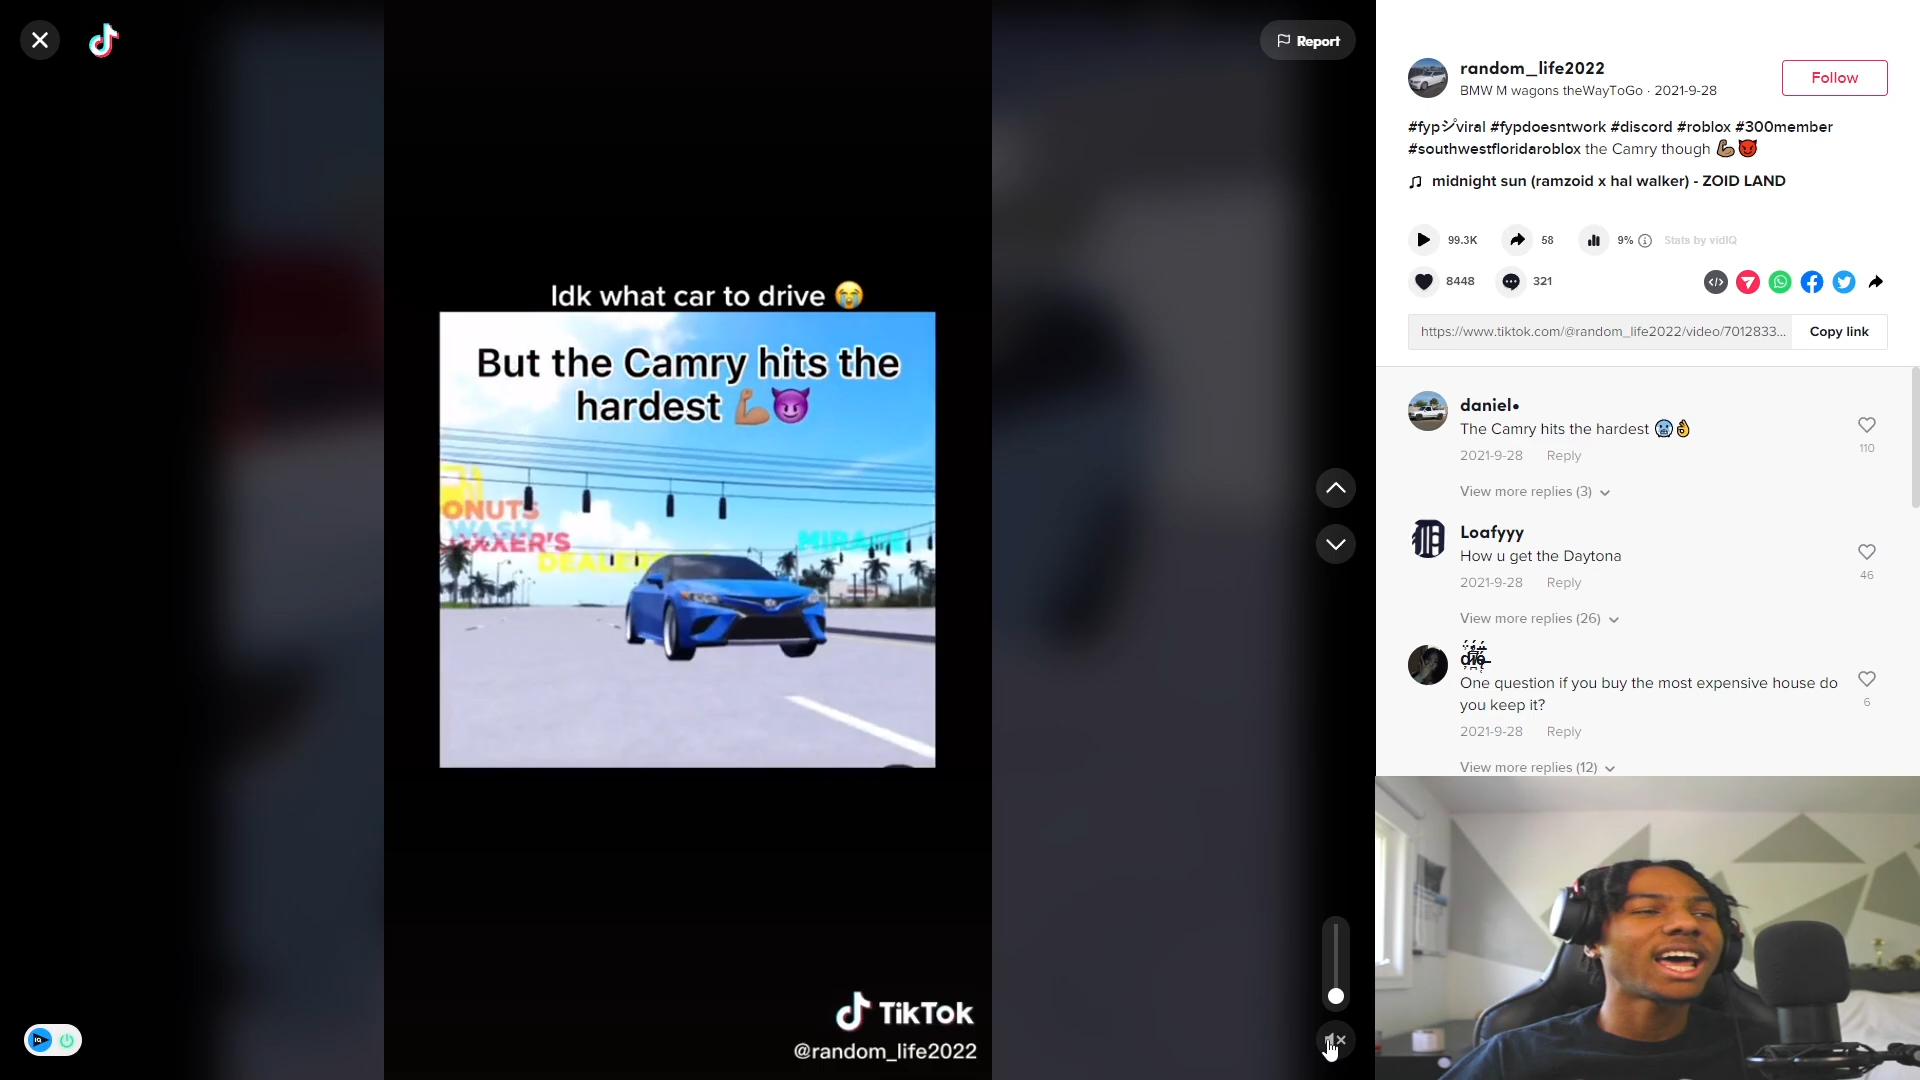 Report
Idk what car to drive 😭
But the Camry hits the
hardest 💪🏽😈
ONUTS
WASH
DEALE
TikTok
@random_life2022
random_life2022
Follow
BMW M wagons theWayToGo · 2021-9-28
#fypシviral #fypdoesntwork #discord #roblox #300member
#southwestfloridaroblox the Camry though 💪🏽😈
midnight sun (ramzoid x hal walker) - ZOID LAND
99.3K
58
9%
Stats by vidIQ
8448
321
https://www.tiktok.com/@random_life2022/video/7012833...
Copy link
daniel•
The Camry hits the hardest 🥶👌
110
2021-9-28 Reply
View more replies (3)
Loafyyy
How u get the Daytona
46
2021-9-28 Reply
View more replies (26)
One question if you buy the most expensive house do
you keep it?
6
2021-9-28 Reply
View more replies (12)